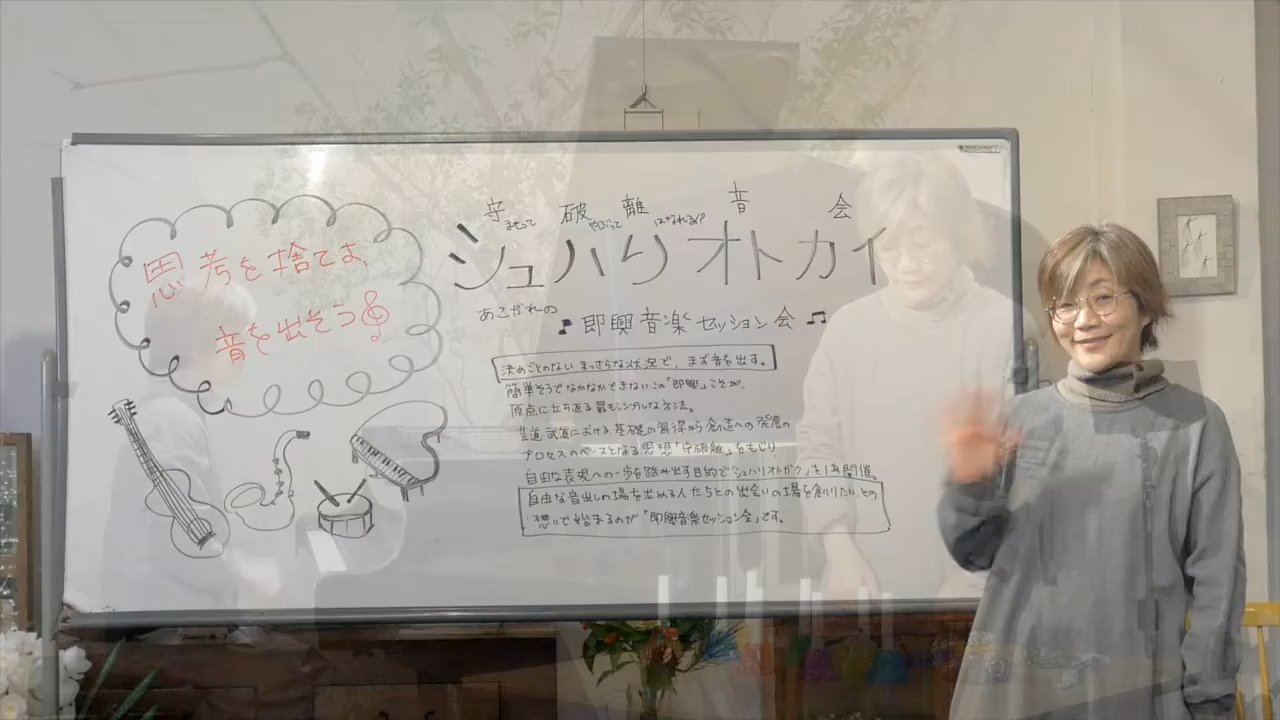 思考を捨てよ
音を出そう
守 破 離 音 会
まもって やぶって はなれる!?
シュハリオトカイ
あこがれの
即興音楽セッション会
決めごとのない まっさらな状況で、まず音を出す。
簡単そうでなかなかできないこの「即興」ことが、
原点に立ち返る最もシンプルな方法。
芸道武道における、基礎の習得から創造への発展の
プロセスのベースとなる思想「守破離」をもじり
自由な表現への一歩を踏み出す目的で「シュハリオトガク」を1年開催。
自由な音出しの場を求める人たちとの出会いの場を創りたい、との
想いで始まるのが「即興音楽セッション会」です。